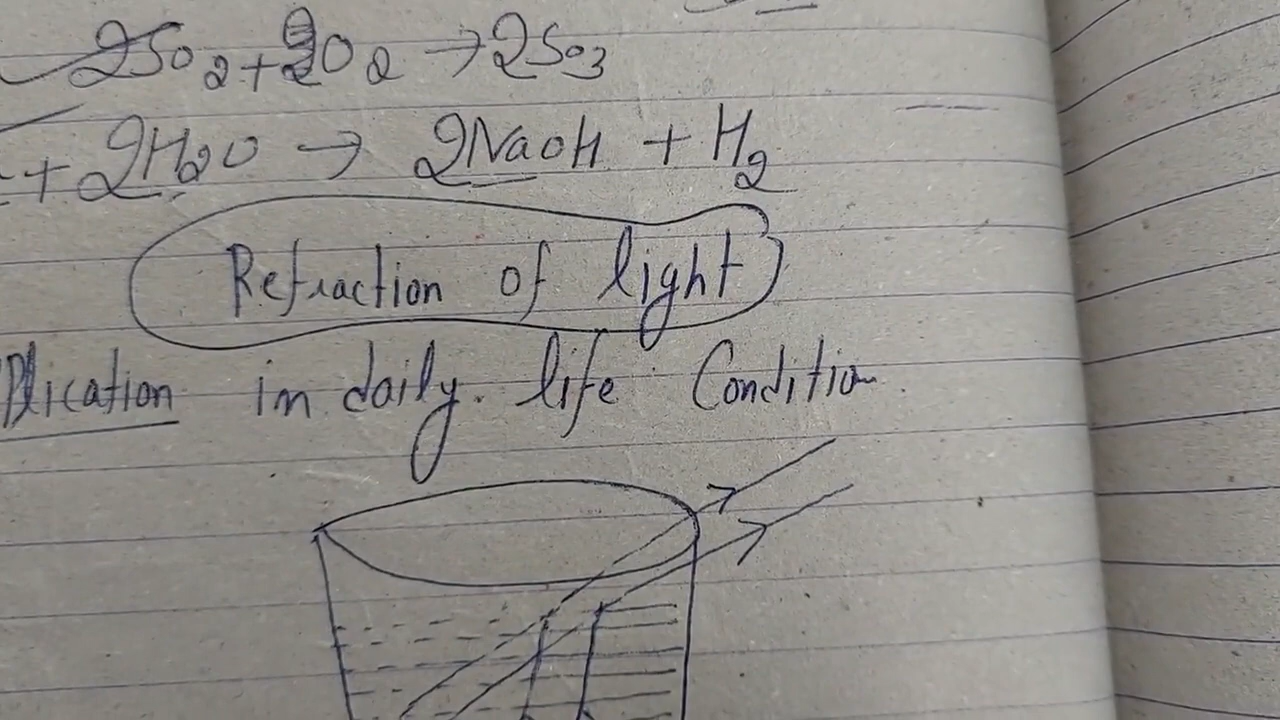 2SO2 + 2O2 → 2SO3
+ 2H2O → 2NaOH + H2
Refraction of light
Plication in daily. life Condition.